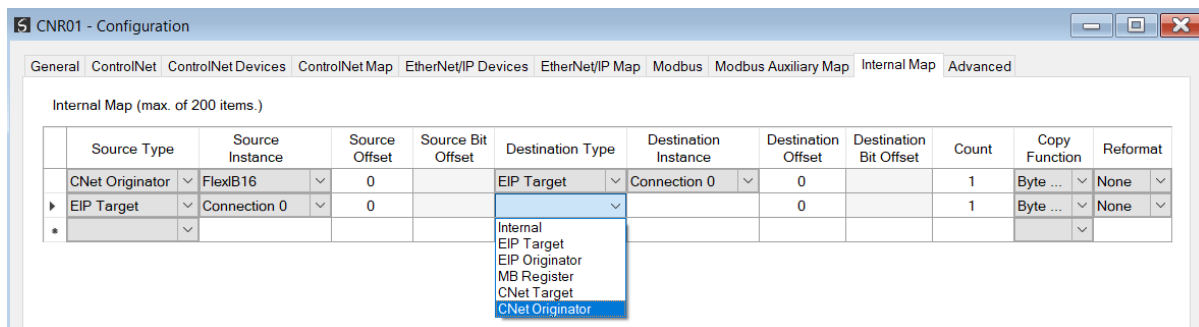 CNR01 - Configuration
General ControlNet ControlNet Devices ControlNet Map EtherNet/IP Devices EtherNet/IP Map Modbus Modbus Auxiliary Map Internal Map Advanced
Internal Map (max. of 200 items.)
Source Type Source Instance Source Offset Source Bit Offset Destination Type Destination Instance Destination Offset Destination Bit Offset Count Copy Function Reformat
CNet Originator FlexIB16 0 EIP Target Connection 0 0 1 Byte ... None
EIP Target Connection 0 0 0 1 Byte ... None
Internal
EIP Target
EIP Originator
MB Register
CNet Target
CNet Originator